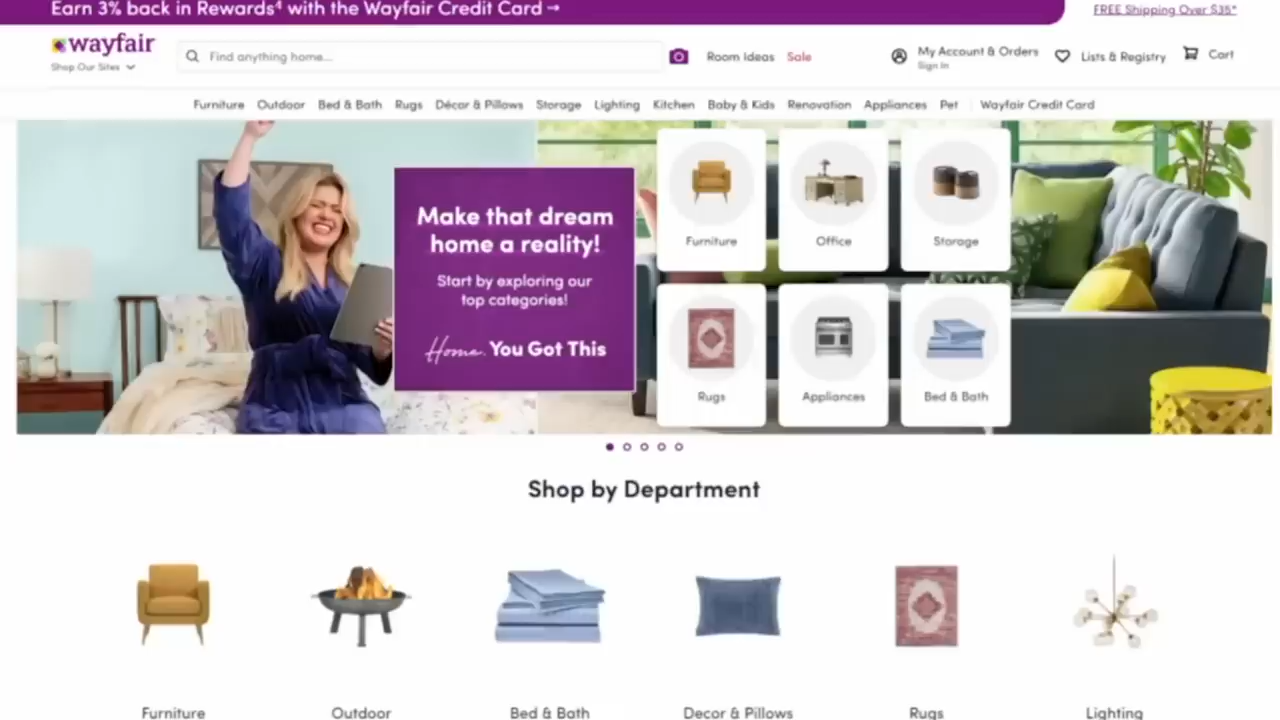 Earn 3% back in Rewards⁴ with the Wayfair Credit Card →
FREE Shipping Over $35*
wayfair
Shop Our Sites
Find anything home...
Room Ideas
Sale
My Account & Orders
Sign In
Lists & Registry
Cart
Furniture
Outdoor
Bed & Bath
Rugs
Décor & Pillows
Storage
Lighting
Kitchen
Baby & Kids
Renovation
Appliances
Pet
Wayfair Credit Card
Make that dream
home a reality!
Start by exploring our
top categories!
Home. You Got This
Furniture
Office
Storage
Rugs
Appliances
Bed & Bath
Shop by Department
Furniture
Outdoor
Bed & Bath
Decor & Pillows
Rugs
Lighting